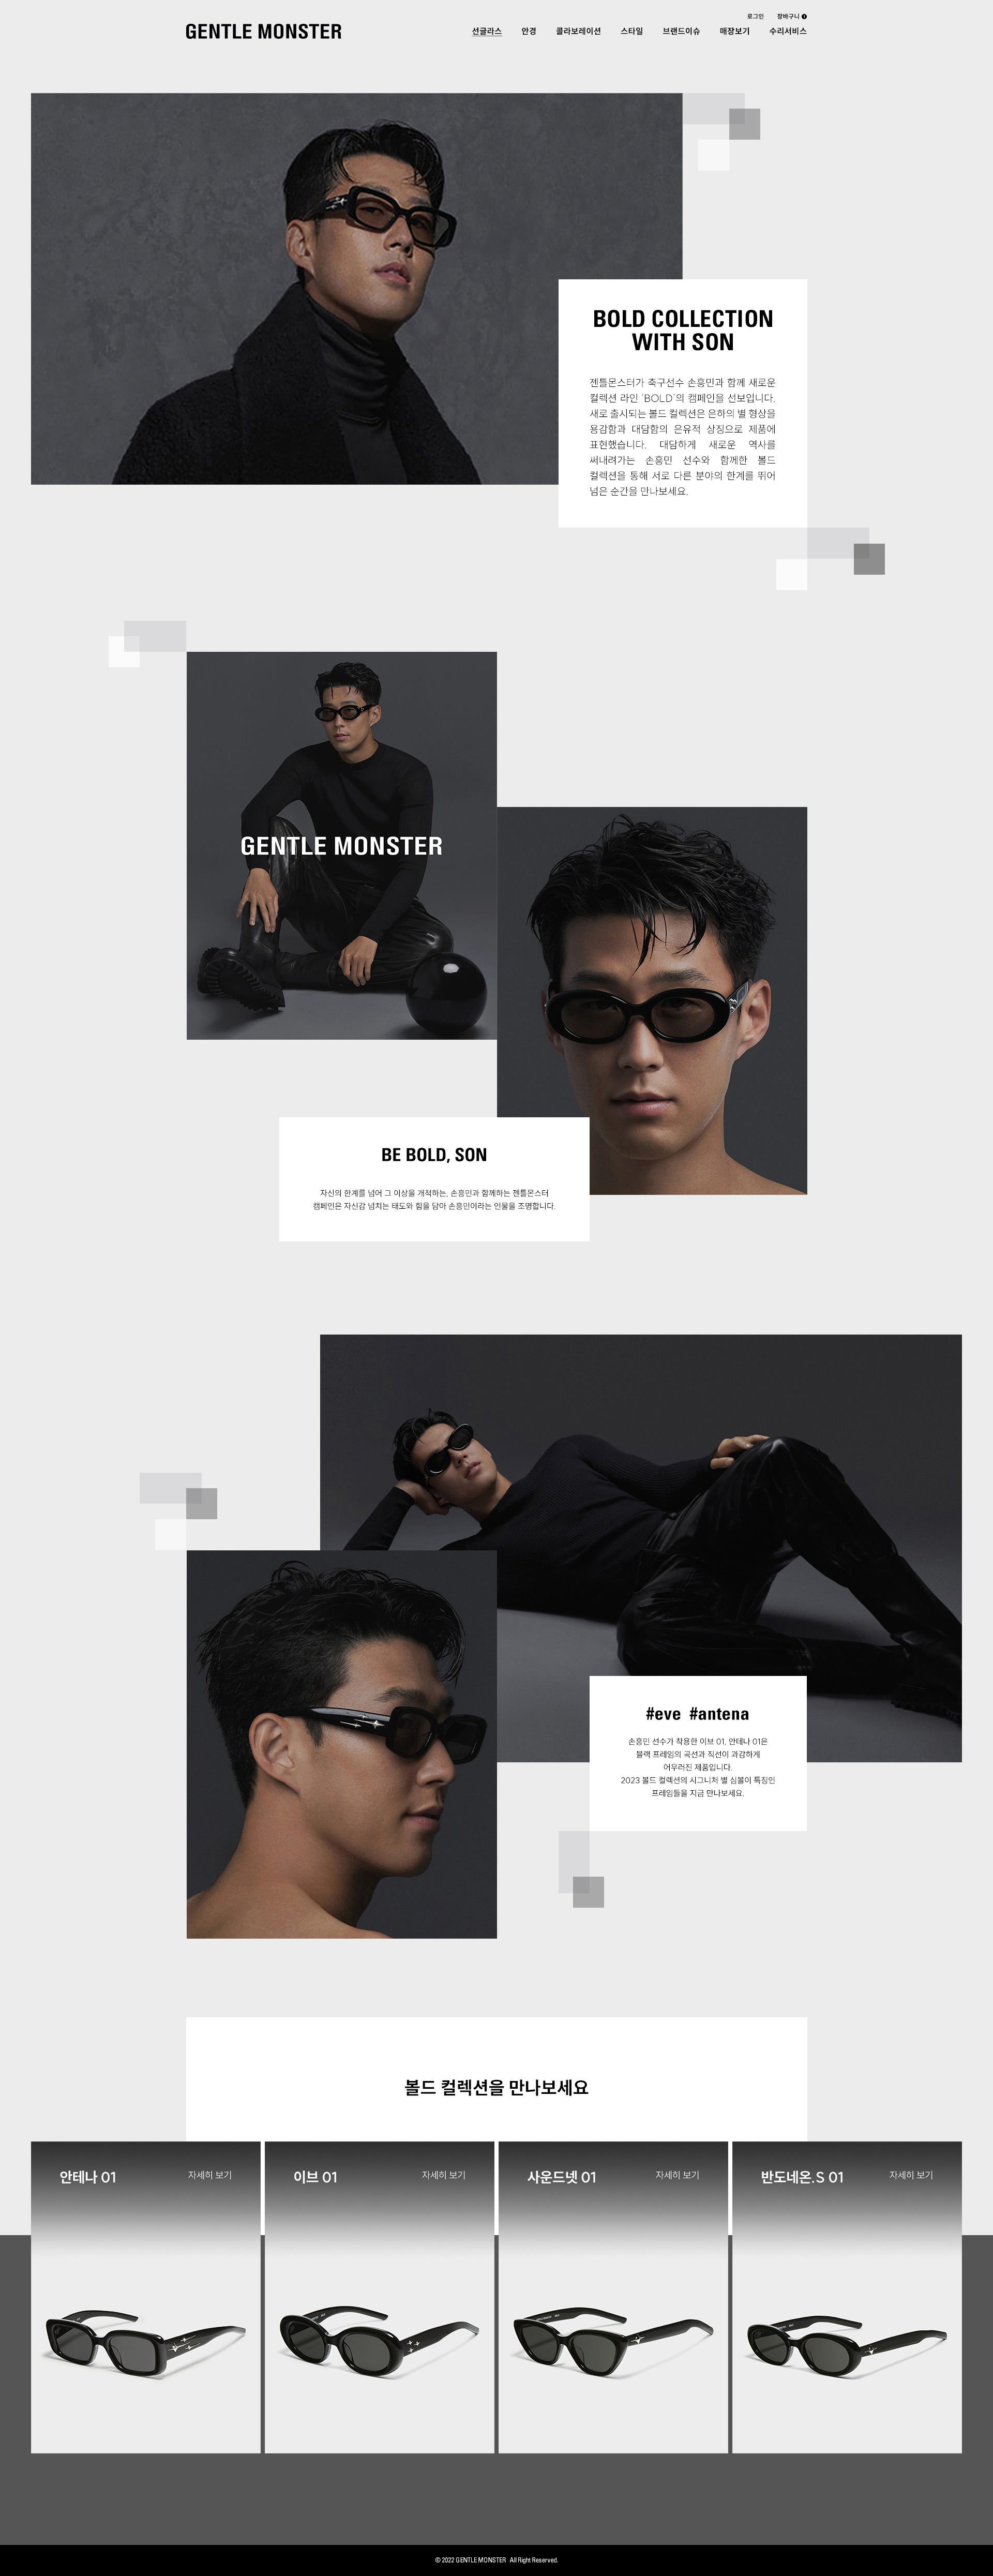 로그인 장바구니
GENTLE MONSTER
선글라스 안경 콜라보레이션 스타일 브랜드이슈 매장보기 수리서비스
BOLD COLLECTION
WITH SON
젠틀몬스터가 축구선수 손흥민과 함께 새로운
컬렉션 라인 ‘BOLD’의 캠페인을 선보입니다.
새로 출시되는 볼드 컬렉션은 은하의 별 형상을
용감함과 대담함의 은유적 상징으로 제품에
표현했습니다. 대담하게 새로운 역사를
써내려가는 손흥민 선수와 함께한 볼드
컬렉션을 통해 서로 다른 분야의 한계를 뛰어
넘은 순간을 만나보세요.
GENTLE MONSTER
BE BOLD, SON
자신의 한계를 넘어 그 이상을 개척하는, 손흥민과 함께하는 젠틀몬스터
캠페인은 자신감 넘치는 태도와 힘을 담아 손흥민이라는 인물을 조명합니다.
#eve #antena
손흥민 선수가 착용한 이브 01, 안테나 01은
블랙 프레임의 곡선과 직선이 과감하게
어우러진 제품입니다.
2023 볼드 컬렉션의 시그니처 별 심볼이 특징인
프레임들을 지금 만나보세요.
볼드 컬렉션을 만나보세요
안테나 01 자세히 보기
이브 01 자세히 보기
사운드넷 01 자세히 보기
반도네온.S 01 자세히 보기
© 2022 GENTLE MONSTER All Right Reserved.